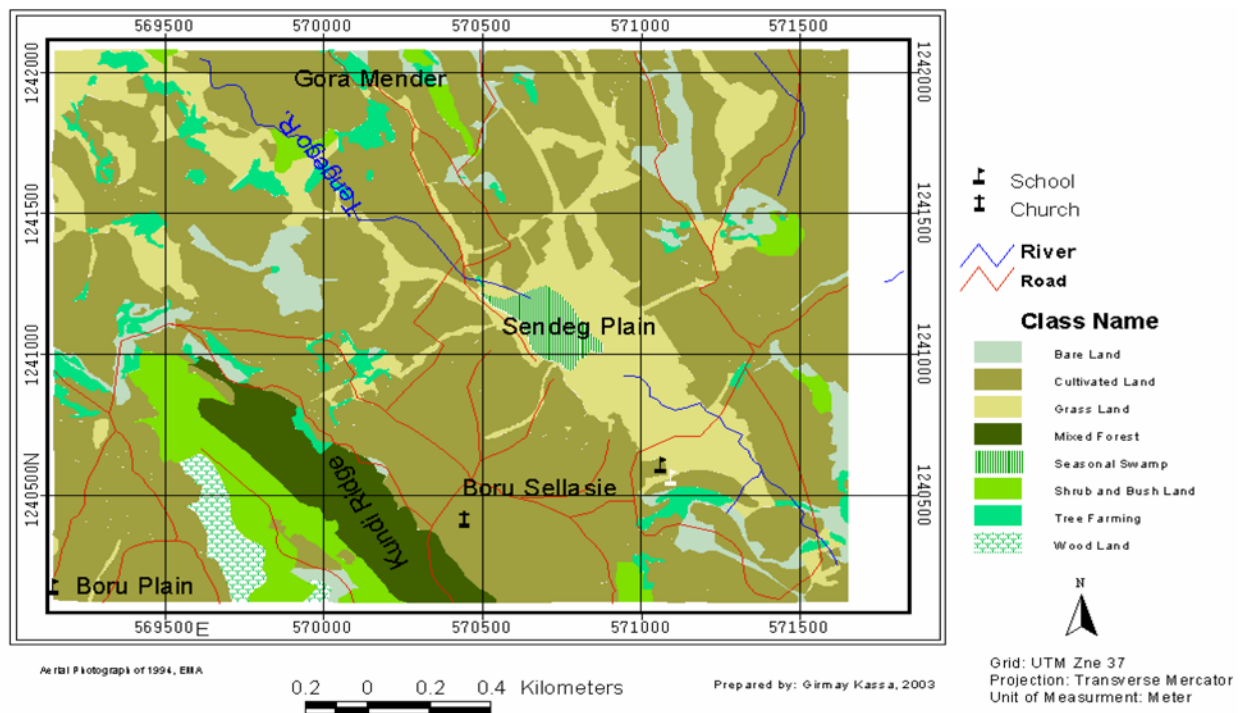 569500 570000 570500 571000 571500
1242000 1242000
Gora Mender
Tengego R.
1241500 1241500
Sendeg Plain
1241000 1241000
Kundi Ridge
Boru Sellasie
1240500N 1240500
Boru Plain
569500E 570000 570500 571000 571500
Aerial Photograph of 1994, EMA
0.2 0 0.2 0.4 Kilometers
Prepared by: Girmay Kassa, 2003
School
Church
River
Road
Class Name
Bare Land
Cultivated Land
Grass Land
Mixed Forest
Seasonal Swamp
Shrub and Bush Land
Tree Farming
Wood Land
N
Grid: UTM Zne 37
Projection: Transverse Mercator
Unit of Measurment: Meter